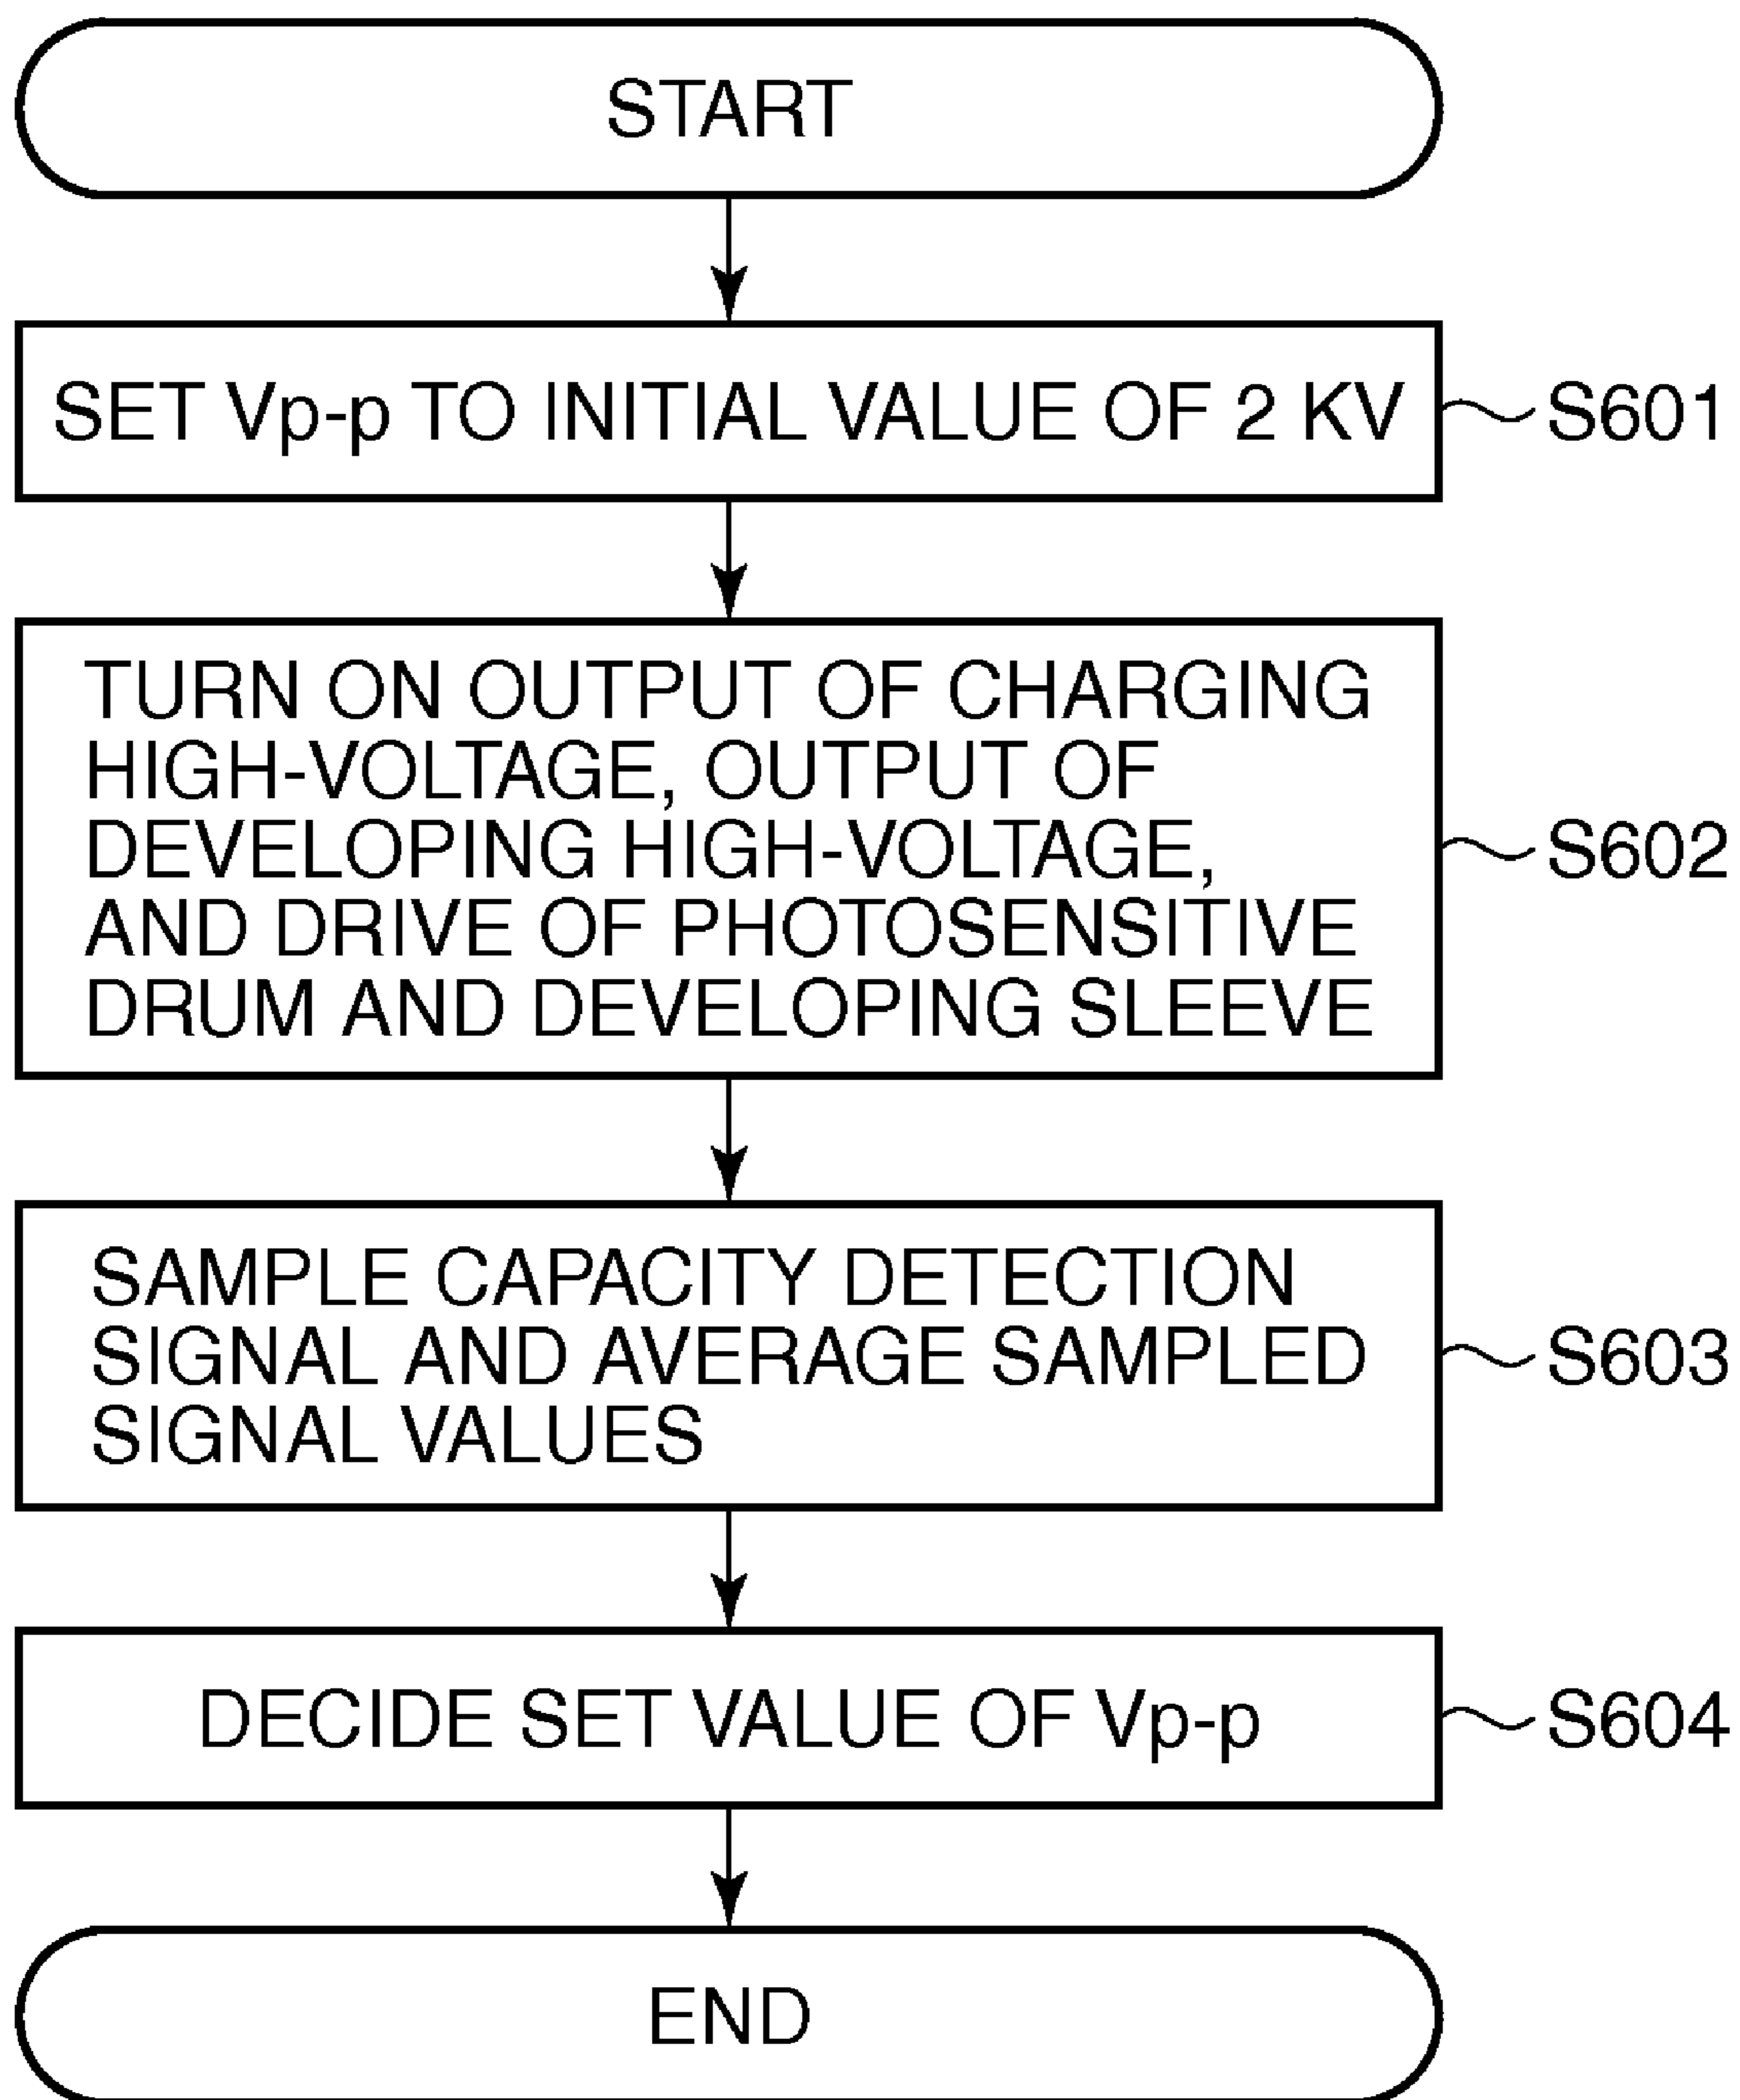 START
SET Vp-p TO INITIAL VALUE OF 2 KV
S601
TURN ON OUTPUT OF CHARGING
HIGH-VOLTAGE, OUTPUT OF
DEVELOPING HIGH-VOLTAGE,
AND DRIVE OF PHOTOSENSITIVE
DRUM AND DEVELOPING SLEEVE
S602
SAMPLE CAPACITY DETECTION
SIGNAL AND AVERAGE SAMPLED
SIGNAL VALUES
S603
DECIDE SET VALUE OF Vp-p
S604
END